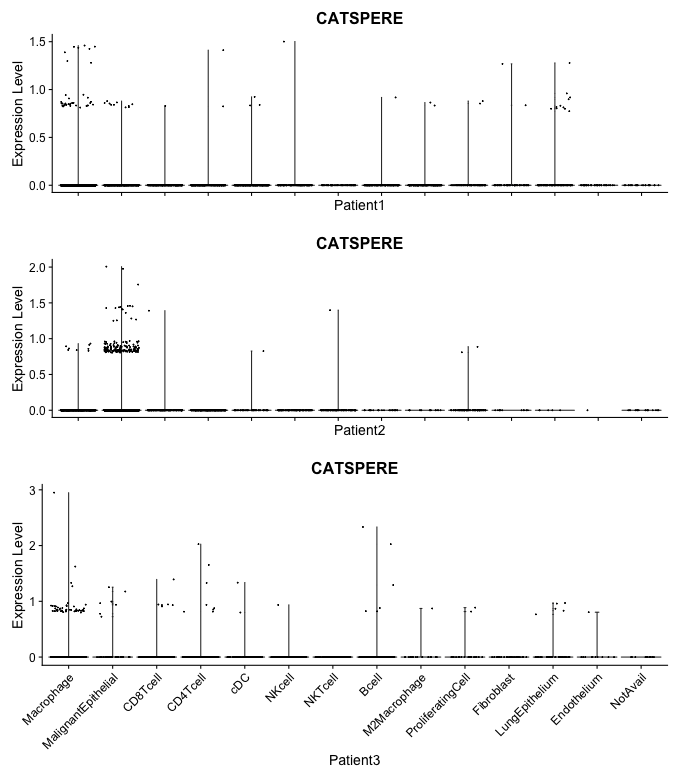 CATSPERE
Expression Level
1.5
1.0
0.5
0.0
Patient1
CATSPERE
Expression Level
2.0
1.5
1.0
0.5
0.0
Patient2
CATSPERE
Expression Level
3
2
1
0
Macrophage
MalignantEpithelial
CD8Tcell
CD4Tcell
cDC
NKcell
NKTcell
Bcell
M2Macrophage
ProliferatingCell
Fibroblast
LungEpithelium
Endothelium
NotAvail
Patient3